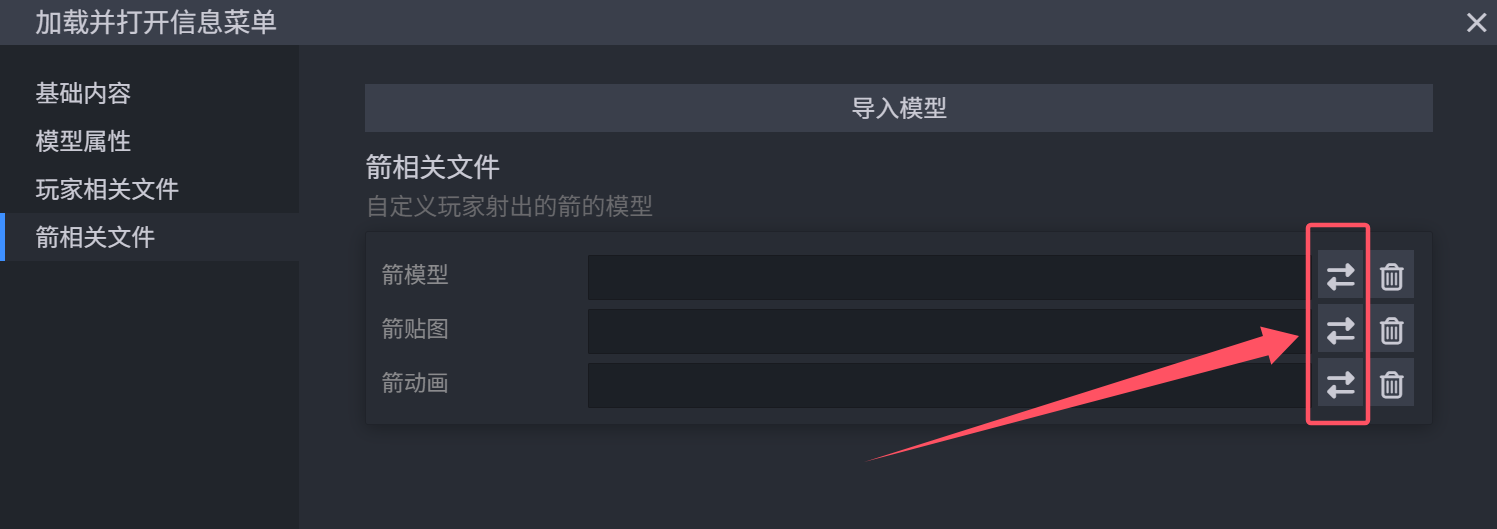 加载并打开信息菜单
基础内容
模型属性
玩家相关文件
箭相关文件
导入模型
箭相关文件
自定义玩家射出的箭的模型
箭模型
箭贴图
箭动画